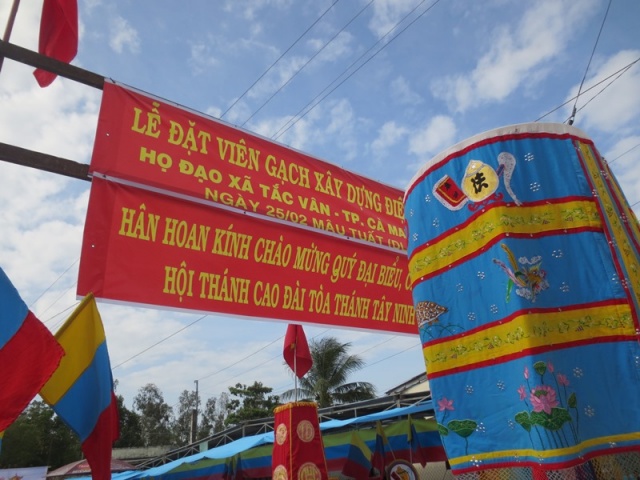 LỄ ĐẶT VIÊN GẠCH XÂY DỰNG
HỌ ĐẠO XÃ TẮC VÂN - TP. CÀ
NGÀY 25/02 MẬU TUẤT
HÂN HOAN KÍNH CHÀO MỪNG QUÝ ĐẠI BIỂU,
HỘI THÁNH CAO ĐÀI TÒA THÁNH TÂY NINH
法